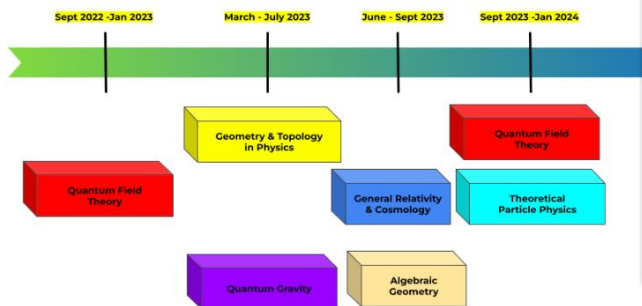 Sept 2022 -Jan 2023
March - July 2023
June - Sept 2023
Sept 2023 -Jan 2024
Quantum Field
Theory
Geometry & Topology
in Physics
Quantum Gravity
General Relativity
& Cosmology
Algebraic
Geometry
Quantum Field
Theory
Theoretical
Particle Physics